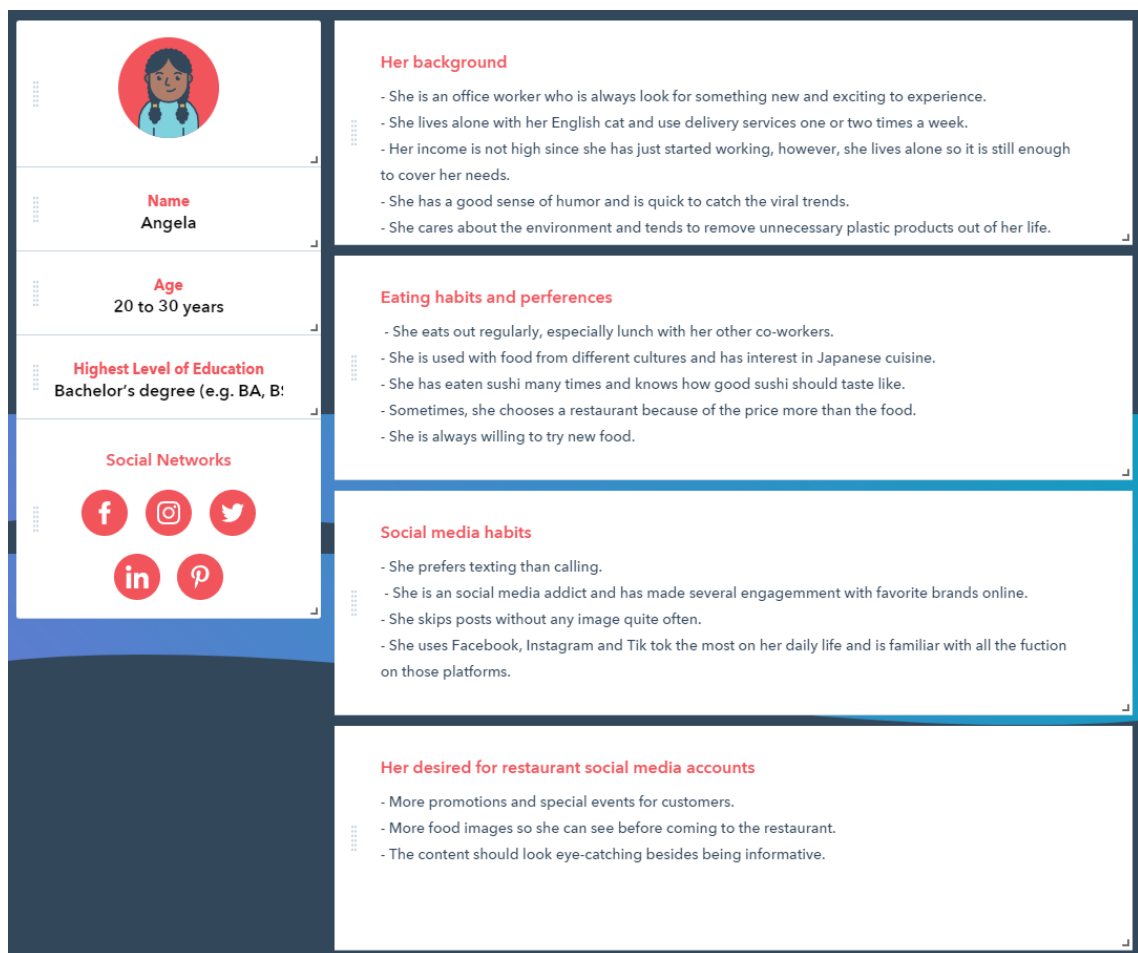 Name
Angela
Age
20 to 30 years
Highest Level of Education
Bachelor's degree (e.g. BA, BS
Social Networks
Her background
- She is an office worker who is always look for something new and exciting to experience.
- She lives alone with her English cat and use delivery services one or two times a week.
- Her income is not high since she has just started working, however, she lives alone so it is still enough
to cover her needs.
- She has a good sense of humor and is quick to catch the viral trends.
- She cares about the environment and tends to remove unnecessary plastic products out of her life.
Eating habits and perferences
- She eats out regularly, especially lunch with her other co-workers.
- She is used with food from different cultures and has interest in Japanese cuisine.
- She has eaten sushi many times and knows how good sushi should taste like.
- Sometimes, she chooses a restaurant because of the price more than the food.
- She is always willing to try new food.
Social media habits
- She prefers texting than calling.
- She is an social media addict and has made several engagemment with favorite brands online.
- She skips posts without any image quite often.
- She uses Facebook, Instagram and Tik tok the most on her daily life and is familiar with all the fuction
on those platforms.
Her desired for restaurant social media accounts
- More promotions and special events for customers.
- More food images so she can see before coming to the restaurant.
- The content should look eye-catching besides being informative.